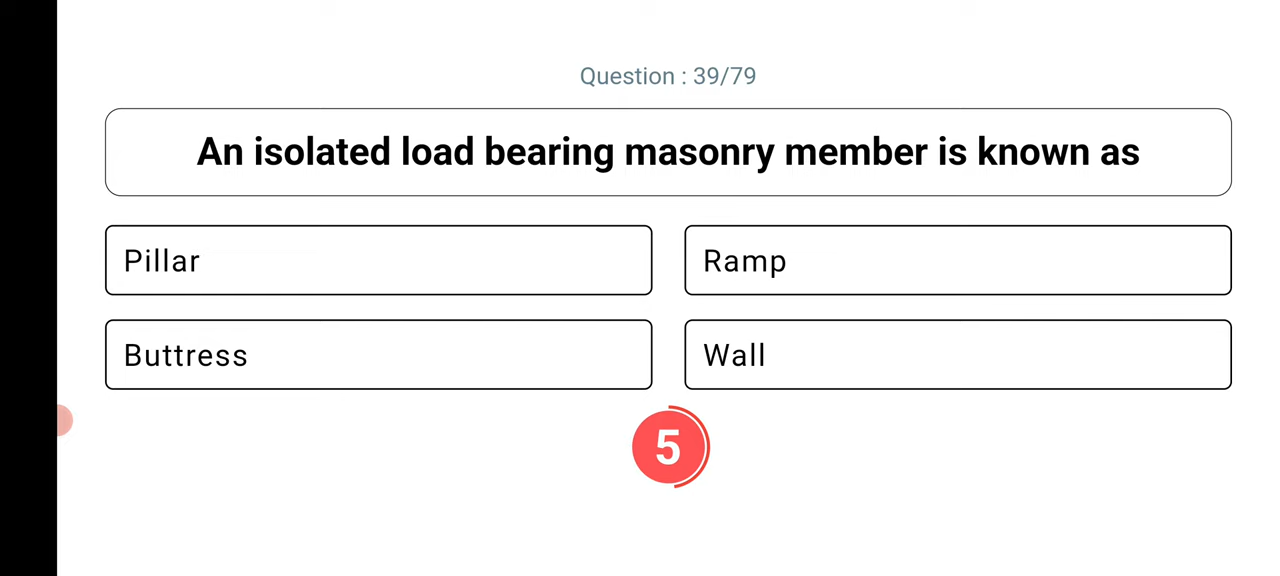 Question : 39/79
An isolated load bearing masonry member is known as
Pillar
Ramp
Buttress
Wall
5